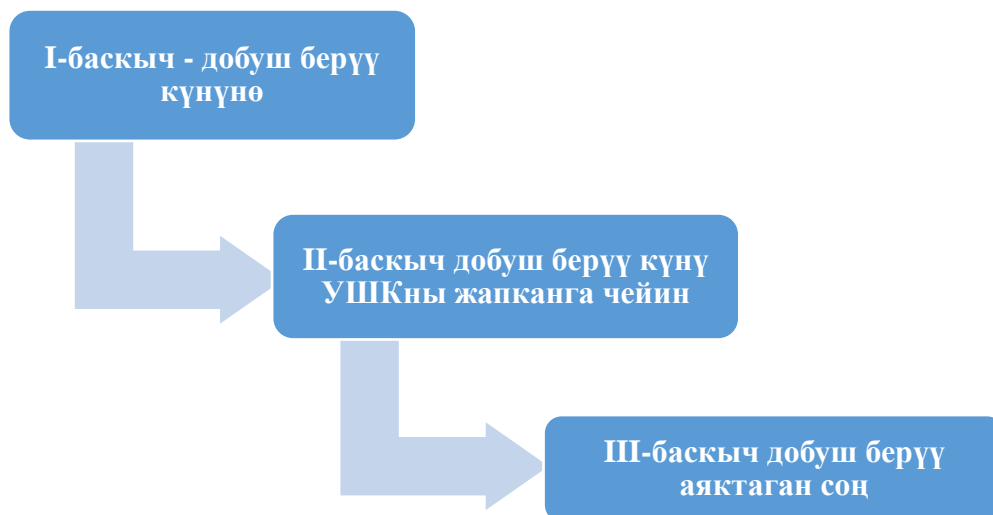 I-баскыч - добуш берүү
күнүнө
II-баскыч добуш берүү күнү
УШКны жапканга чейин
III-баскыч добуш берүү
аяктаган соң